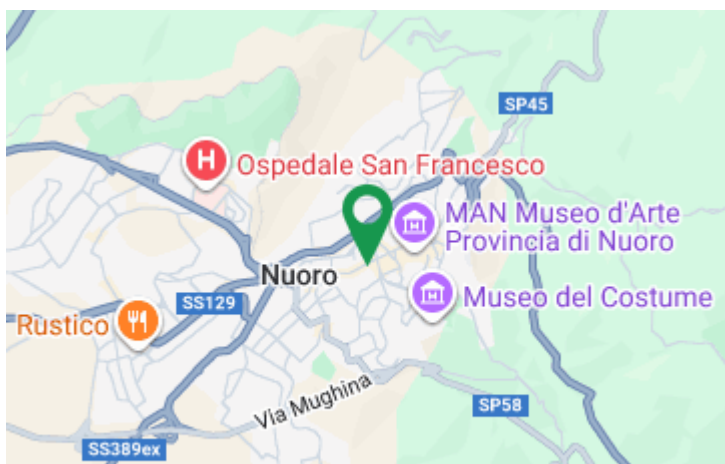 SP45
H
Ospedale San Francesco
MAN Museo d'Arte
Provincia di Nuoro
Nuoro
Museo del Costume
SS129
Rustico
Via Mughina
SP58
SS389ex